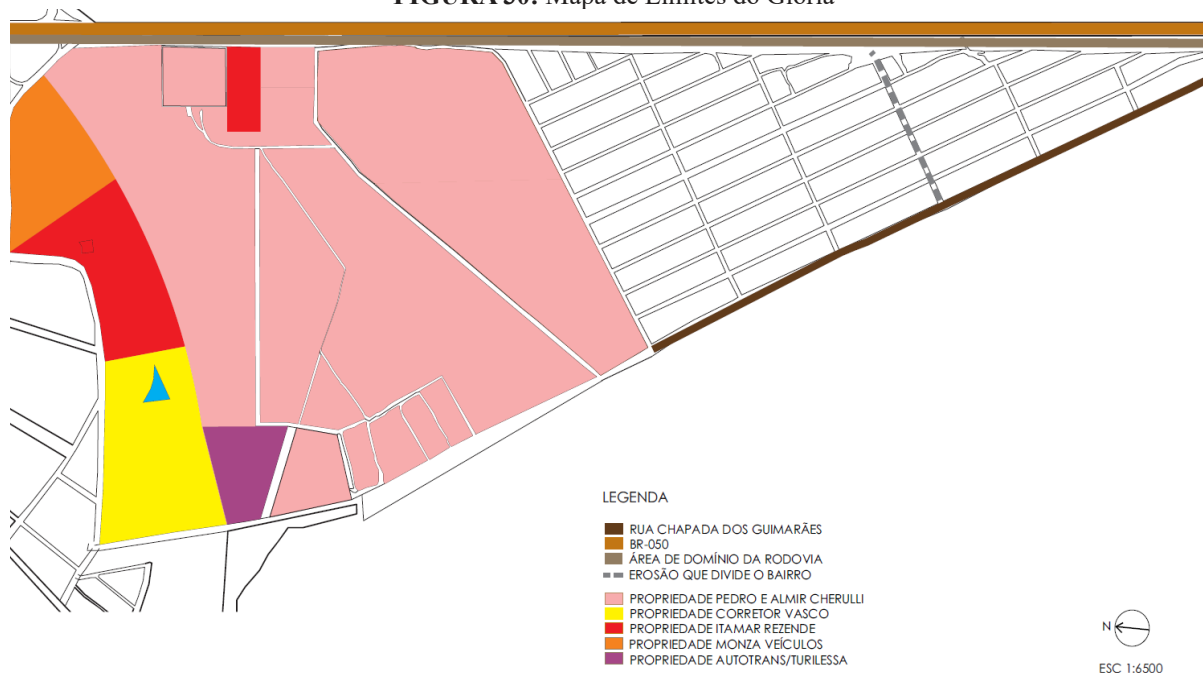 FIGURA 50: Mapa de Limites do Glória
LEGENDA
RUA CHAPADA DOS GUIMARÃES
BR-050
ÁREA DE DOMÍNIO DA RODOVIA
EROSÃO QUE DIVIDE O BAIRRO
PROPRIEDADE PEDRO E ALMIR CHERULLI
PROPRIEDADE CORRETOR VASCO
PROPRIEDADE ITAMAR REZENDE
PROPRIEDADE MONZA VEÍCULOS
PROPRIEDADE AUTOTRANS/TURILESSA
N
ESC 1:6500